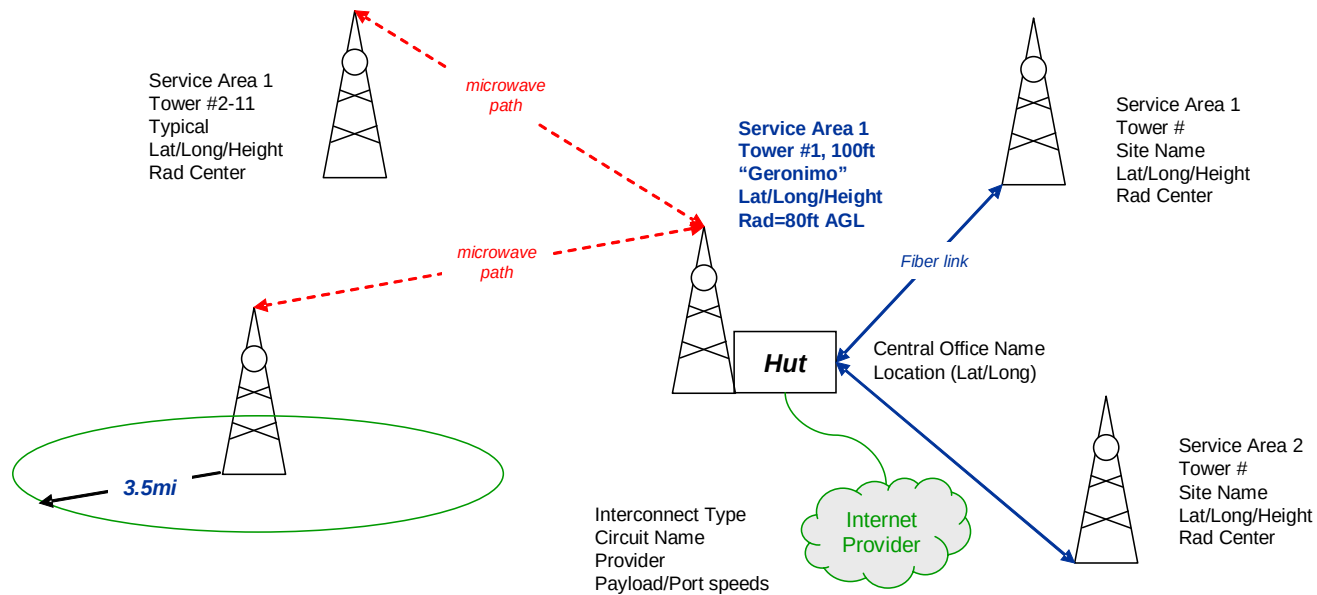 Service Area 1
Tower #2-11
Typical
Lat/Long/Height
Rad Center
microwave
path
Service Area 1
Tower #1, 100ft
“Geronimo”
Lat/Long/Height
Rad=80ft AGL
Service Area 1
Tower #
Site Name
Lat/Long/Height
Rad Center
microwave
path
Fiber link
Hut
Central Office Name
Location (Lat/Long)
3.5mi
Interconnect Type
Circuit Name
Provider
Payload/Port speeds
Internet
Provider
Service Area 2
Tower #
Site Name
Lat/Long/Height
Rad Center